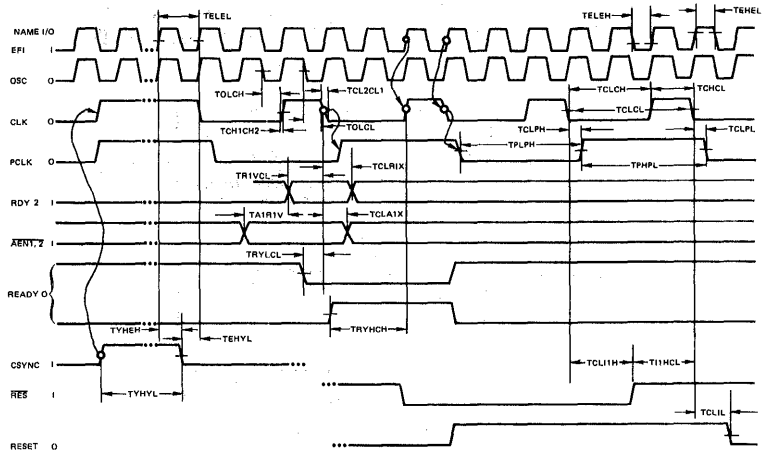 NAME I/O
TELEL
TELEH
TEHEL
EFI I
OSC O
TOLCH
TCL2CL1
TCLCH
TCHCL
TCLCL
CLK O
TCH1CH2
TOLCL
TCLPH
TCLPL
TPLPH
PCLK O
TR1VCL
TCLRIX
TPHPL
RDY 2 I
TA1R1V
TCLA1X
AEN1, 2 I
TRYLCL
READY O
TYHEH
TEHYL
TRYHCH
CSYNC I
TCLI1H
TI1HCL
TYHYL
RES I
TCLIL
RESET O